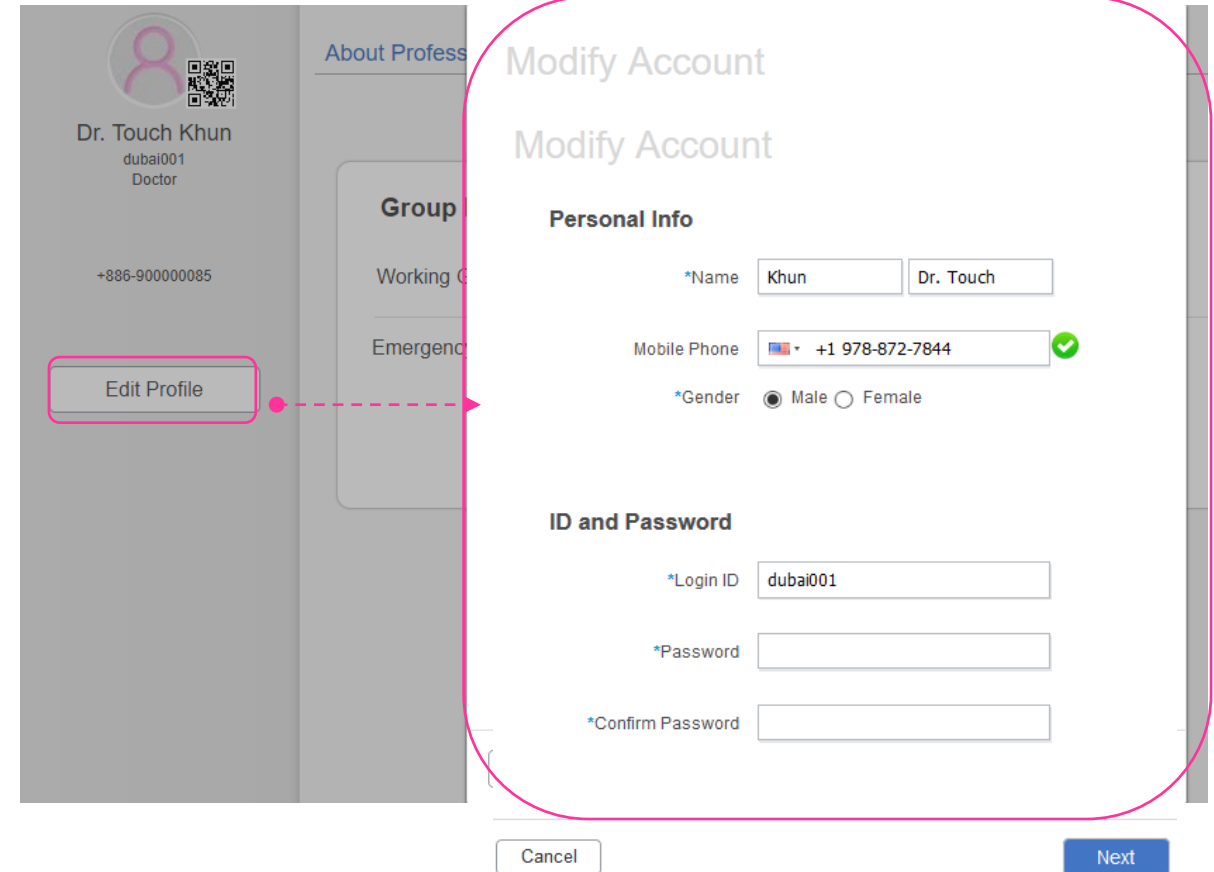 Dr. Touch Khun
dubai001
Doctor
+886-900000085
Edit Profile
About Profess
Group
Working
Emergenc
Modify Account
Modify Account
Personal Info
*Name Khun Dr. Touch
Mobile Phone +1 978-872-7844
*Gender Male Female
ID and Password
*Login ID dubai001
*Password
*Confirm Password
Cancel Next